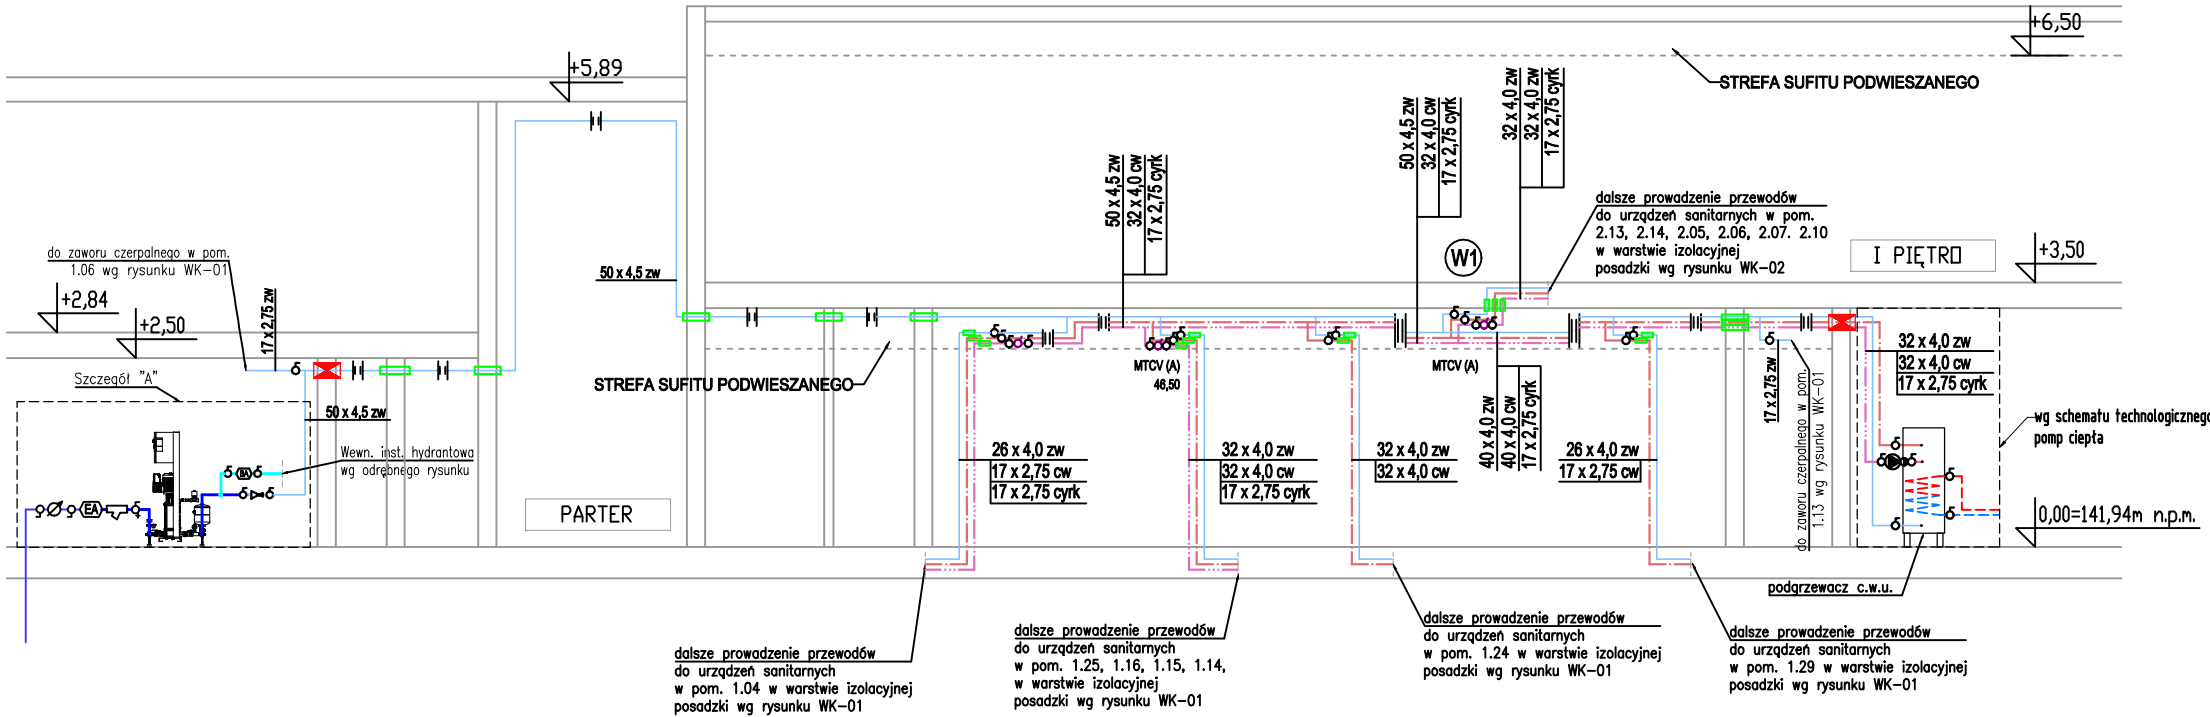 +6,50
+5,89
STREFA SUFITU PODWIESZANEGO
32 x 4,0 zw
32 x 4,0 zw
17 x 2,75 cyrk
50 x 4,5 zw
32 x 4,0 cw
17 x 2,75 cyrk
50 x 4,5 zw
32 x 4,0 cw
17 x 2,75 cyrk
dalsze prowadzenie przewodów
do urządzeń sanitarnych w pom.
2.13, 2.14, 2.05, 2.06, 2.07. 2.10
w warstwie izolacyjnej
posadzki wg rysunku WK-02
W1
I PIĘTRO
+3,50
do zaworu czerpalnego w pom.
1.06 wg rysunku WK-01
50 x 4,5 zw
17 x 2,75 zw
+2,84
+2,50
STREFA SUFITU PODWIESZANEGO
MTCV (A)
46,50
MTCV (A)
32 x 4,0 zw
32 x 4,0 cw
17 x 2,75 cyrk
Szczegół "A"
50 x 4,5 zw
17 x 2,75 zw
do zaworu czerpalnego w pom.
1.13 wg rysunku WK-01
40 x 4,0 zw
40 x 4,0 cw
17 x 2,75 cyrk
wg schematu technologicznego
pomp ciepła
Wewn. inst. hydrantowa
wg odrębnego rysunku
26 x 4,0 zw
17 x 2,75 cw
17 x 2,75 cyrk
32 x 4,0 zw
32 x 4,0 cw
17 x 2,75 cyrk
32 x 4,0 zw
32 x 4,0 cw
26 x 4,0 zw
17 x 2,75 cw
BA
EA
PARTER
0,00=141,94m n.p.m.
podgrzewacz c.w.u.
dalsze prowadzenie przewodów
do urządzeń sanitarnych
w pom. 1.04 w warstwie izolacyjnej
posadzki wg rysunku WK-01
dalsze prowadzenie przewodów
do urządzeń sanitarnych
w pom. 1.25, 1.16, 1.15, 1.14,
w warstwie izolacyjnej
posadzki wg rysunku WK-01
dalsze prowadzenie przewodów
do urządzeń sanitarnych
w pom. 1.24 w warstwie izolacyjnej
posadzki wg rysunku WK-01
dalsze prowadzenie przewodów
do urządzeń sanitarnych
w pom. 1.29 w warstwie izolacyjnej
posadzki wg rysunku WK-01